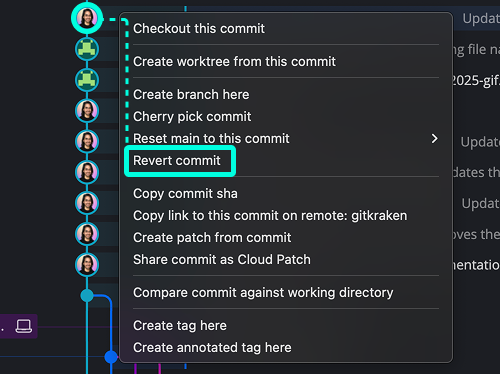 Checkout this commit
Updat
Create worktree from this commit
ng file na
Create branch here
2025-gif.
Cherry pick commit
Reset main to this commit
Update
Revert commit
dates th
Copy commit sha
Updat
Copy link to this commit on remote: gitkraken
Create patch from commit
oves the
Share commit as Cloud Patch
mentation
Compare commit against working directory
Create tag here
Create annotated tag here